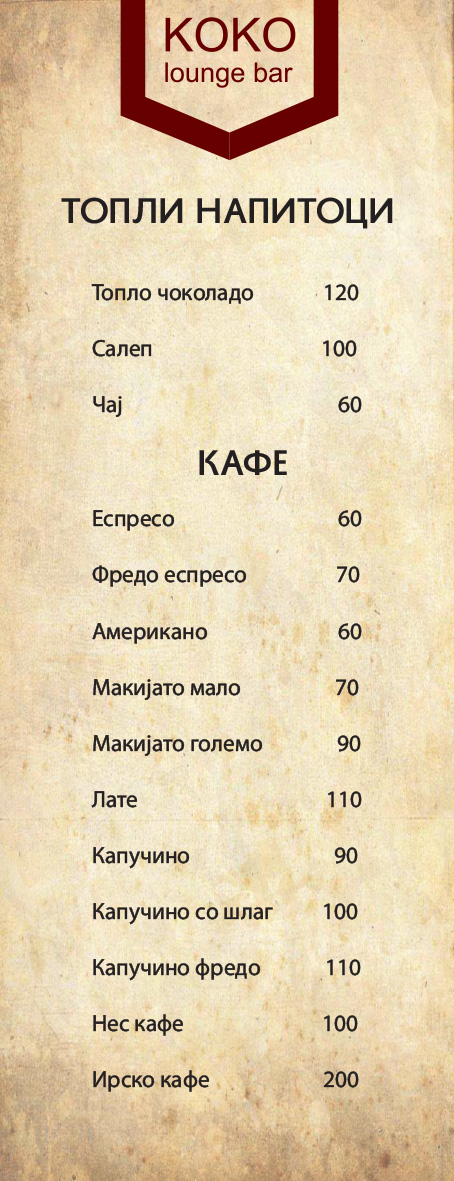 KOKO
lounge bar
ТОПЛИ НАПИТОЦИ
Топло чоколадо 120
Салеп 100
Чај 60
КАФЕ
Еспресо 60
Фредо еспресо 70
Американо 60
Макијато мало 70
Макијато големо 90
Лате 110
Капучино 90
Капучино со шлаг 100
Капучино фредо 110
Нес кафе 100
Ирско кафе 200